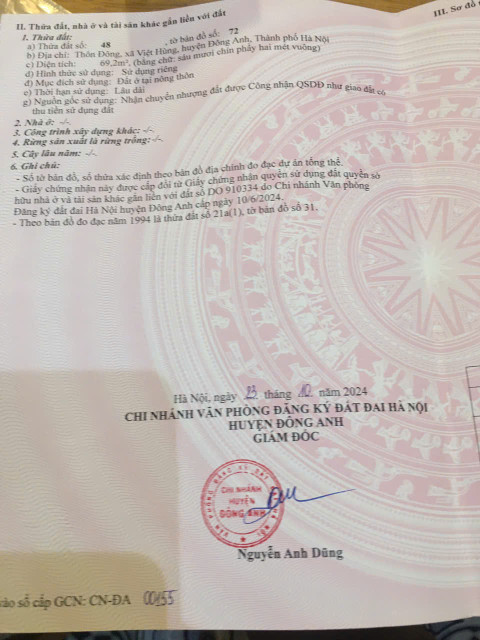 II. Thửa đất, nhà ở và tài sản khác gắn liền với đất
III. Sơ đồ
1. Thửa đất:
a) Thửa đất số: 48 , tờ bản đồ số: 72
b) Địa chỉ: Thôn Đông, xã Việt Hùng, huyện Đông Anh, Thành phố Hà Nội
c) Diện tích: 69,2m², (bằng chữ: sáu mươi chín phẩy hai mét vuông)
d) Hình thức sử dụng: Sử dụng riêng
đ) Mục đích sử dụng: Đất ở tại nông thôn
e) Thời hạn sử dụng: Lâu dài
g) Nguồn gốc sử dụng: Nhận chuyển nhượng đất được Công nhận QSDĐ như giao đất có
thu tiền sử dụng đất
2. Nhà ở: -/-
3. Công trình xây dựng khác: -/-
4. Rừng sản xuất là rừng trồng: -/-
5. Cây lâu năm: -/-
6. Ghi chú:
- Số tờ bản đồ, số thửa xác định theo bản đồ địa chính đo đạc dự án tổng thể.
- Giấy chứng nhận này được cấp đổi từ Giấy chứng nhận quyền sử dụng đất quyền sở
hữu nhà ở và tài sản khác gắn liền với đất số DO 910334 do Chi nhánh Văn phòng
Đăng ký đất đai Hà Nội huyện Đông Anh cấp ngày 10/6/2024.
- Theo bản đồ đo đạc năm 1994 là thửa đất số 21a(1), tờ bản đồ số 31.
Hà Nội, ngày 23 tháng 10 năm 2024
CHI NHÁNH VĂN PHÒNG ĐĂNG KÝ ĐẤT ĐAI HÀ NỘI
HUYỆN ĐÔNG ANH
GIÁM ĐỐC
CHI NHÁNH
HUYỆN
ĐÔNG ANH
Nguyễn Anh Dũng
vào sổ cấp GCN: CN-ĐA 00155